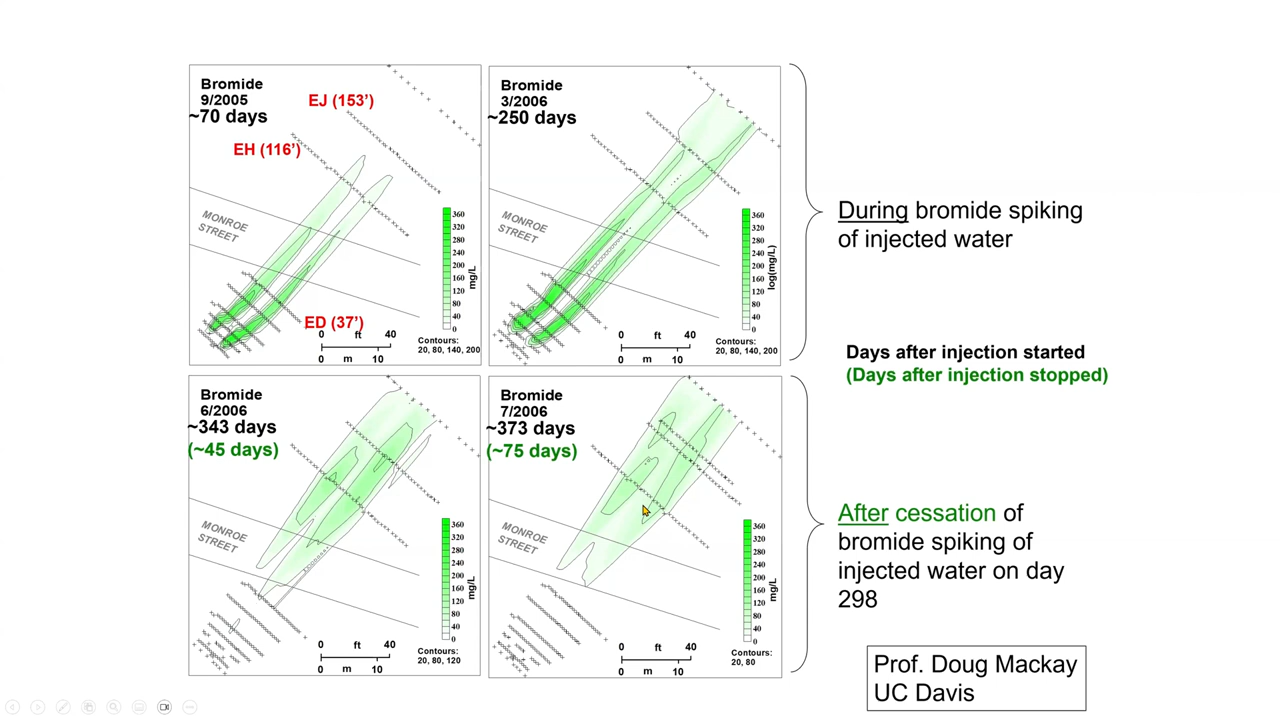 Bromide
9/2005
~70 days
EJ (153')
EH (116')
MONROE
STREET
ED (37')
360
320
280
240
200
160
120
80
40
0
mg/L
0 ft 40
0 m 10
Contours:
20, 80, 140, 200
Bromide
3/2006
~250 days
MONROE
STREET
360
320
280
240
200
160
120
80
40
0
log(mg/L)
0 ft 40
0 m 10
Contours:
20, 80, 140, 200
During bromide spiking
of injected water
Days after injection started
(Days after injection stopped)
Bromide
6/2006
~343 days
(~45 days)
MONROE
STREET
360
320
280
240
200
160
120
80
40
0
mg/L
0 ft 40
0 m 10
Contours:
20, 80, 120
Bromide
7/2006
~373 days
(~75 days)
MONROE
STREET
360
320
280
240
200
160
120
80
40
0
mg/L
0 ft 40
0 m 10
Contours:
20, 80
After cessation of
bromide spiking of
injected water on day
298
Prof. Doug Mackay
UC Davis